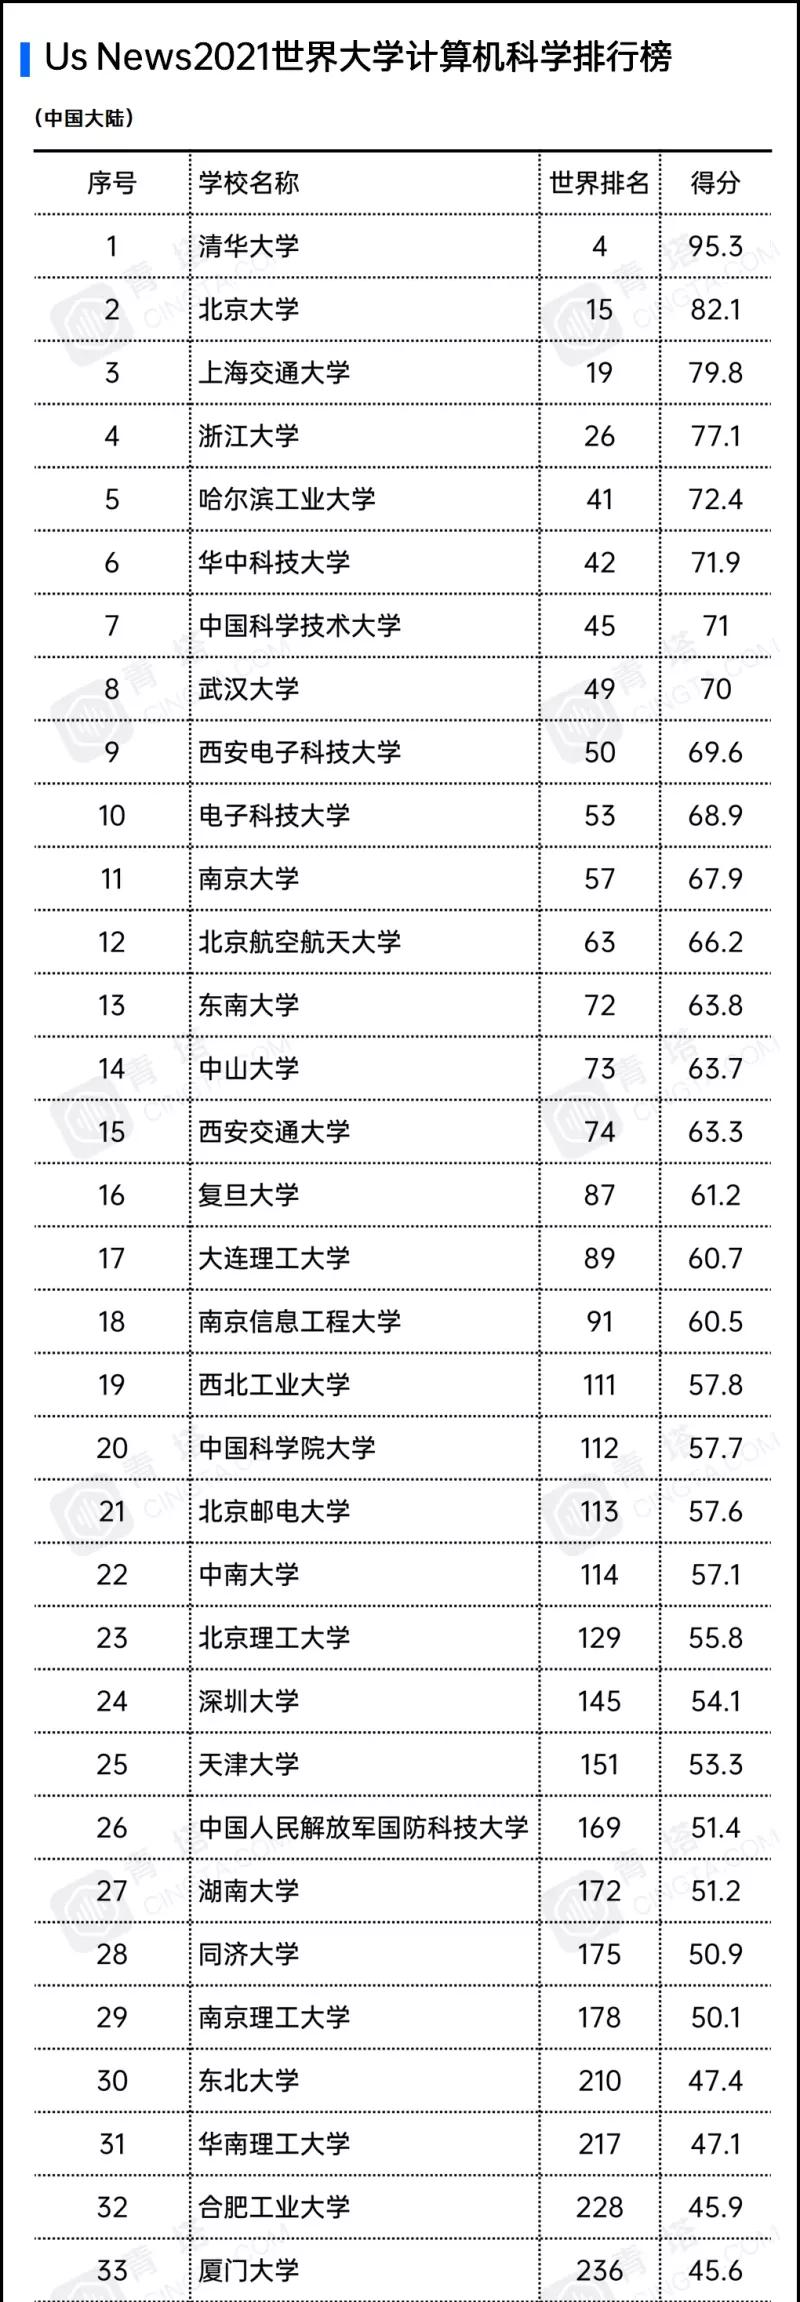 Us News2021世界大学计算机科学排行榜
（中国大陆）
序号 学校名称 世界排名 得分
1 清华大学 4 95.3
2 北京大学 15 82.1
3 上海交通大学 19 79.8
4 浙江大学 26 77.1
5 哈尔滨工业大学 41 72.4
6 华中科技大学 42 71.9
7 中国科学技术大学 45 71
8 武汉大学 49 70
9 西安电子科技大学 50 69.6
10 电子科技大学 53 68.9
11 南京大学 57 67.9
12 北京航空航天大学 63 66.2
13 东南大学 72 63.8
14 中山大学 73 63.7
15 西安交通大学 74 63.3
16 复旦大学 87 61.2
17 大连理工大学 89 60.7
18 南京信息工程大学 91 60.5
19 西北工业大学 111 57.8
20 中国科学院大学 112 57.7
21 北京邮电大学 113 57.6
22 中南大学 114 57.1
23 北京理工大学 129 55.8
24 深圳大学 145 54.1
25 天津大学 151 53.3
26 中国人民解放军国防科技大学 169 51.4
27 湖南大学 172 51.2
28 同济大学 175 50.9
29 南京理工大学 178 50.1
30 东北大学 210 47.4
31 华南理工大学 217 47.1
32 合肥工业大学 228 45.9
33 厦门大学 236 45.6
青塔
CINGTA.COM